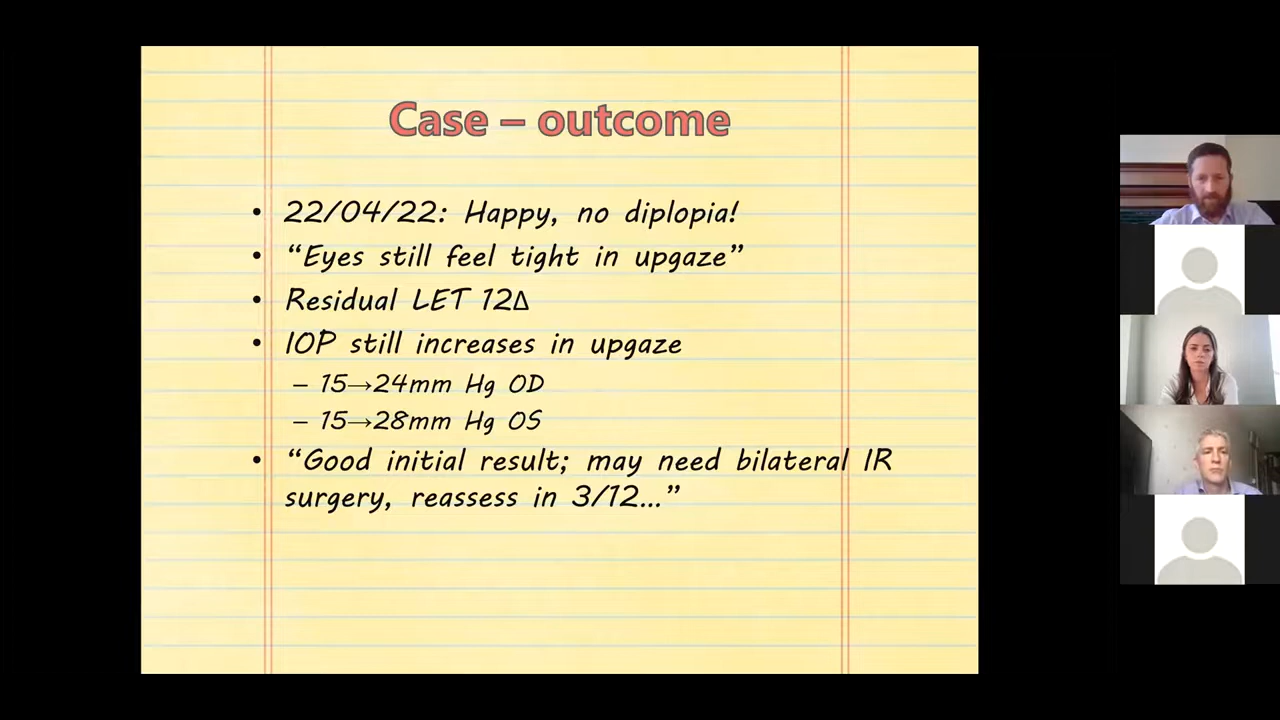 Case – outcome
• 22/04/22: Happy, no diplopia!
• “Eyes still feel tight in upgaze”
• Residual LET 12Δ
• IOP still increases in upgaze
– 15→24mm Hg OD
– 15→28mm Hg OS
• “Good initial result; may need bilateral IR
surgery, reassess in 3/12...”